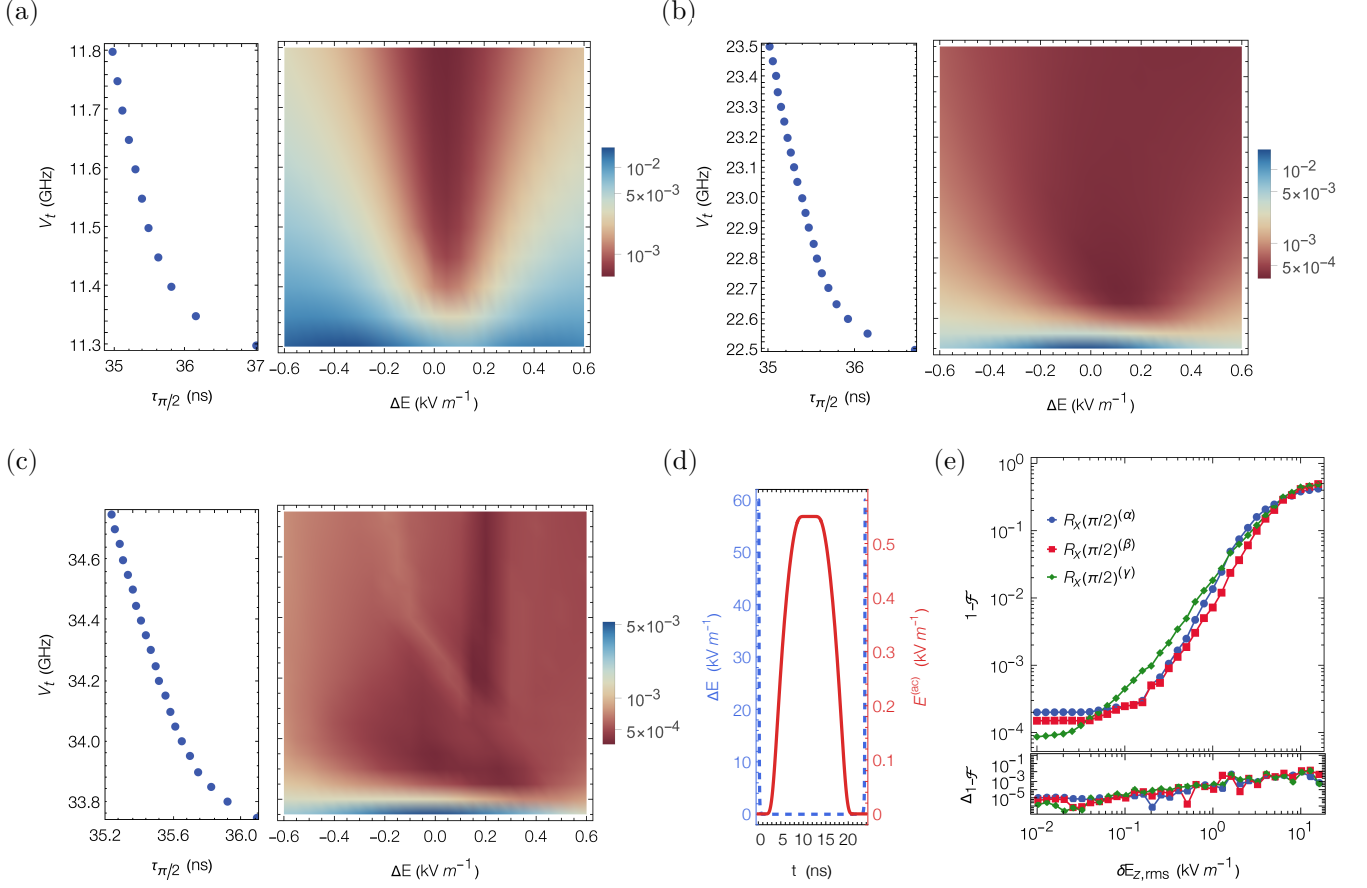 (a)
11.8
11.7
11.6
11.5
11.4
11.3
V_t (GHz)
35 36 37
τ_π/2 (ns)
−0.6 −0.4 −0.2 0.0 0.2 0.4 0.6
ΔE (kV m⁻¹)
10⁻²
5×10⁻³
10⁻³
(b)
23.5
23.4
23.3
23.2
23.1
23.0
22.9
22.8
22.7
22.6
22.5
V_t (GHz)
35 36
τ_π/2 (ns)
-0.6 -0.4 -0.2 0.0 0.2 0.4 0.6
ΔE (kV m⁻¹)
10⁻²
5×10⁻³
10⁻³
5×10⁻⁴
(c)
34.6
34.4
34.2
34.0
33.8
V_t (GHz)
35.2 35.6 36.0
τ_π/2 (ns)
-0.6 -0.4 -0.2 0.0 0.2 0.4 0.6
ΔE (kV m⁻¹)
5×10⁻³
10⁻³
5×10⁻⁴
(d)
60
50
40
30
20
10
0
ΔE (kV m⁻¹)
0.5
0.4
0.3
0.2
0.1
0
E^(ac) (kV m⁻¹)
0 5 10 15 20
t (ns)
(e)
10⁰
10⁻¹
10⁻²
10⁻³
10⁻⁴
1-ℱ
R_X(π/2)^(α)
R_X(π/2)^(β)
R_X(π/2)^(γ)
10⁻¹
10⁻³
10⁻⁵
Δ_1-ℱ
10⁻² 10⁻¹ 10⁰ 10¹
δE_z,rms (kV m⁻¹)